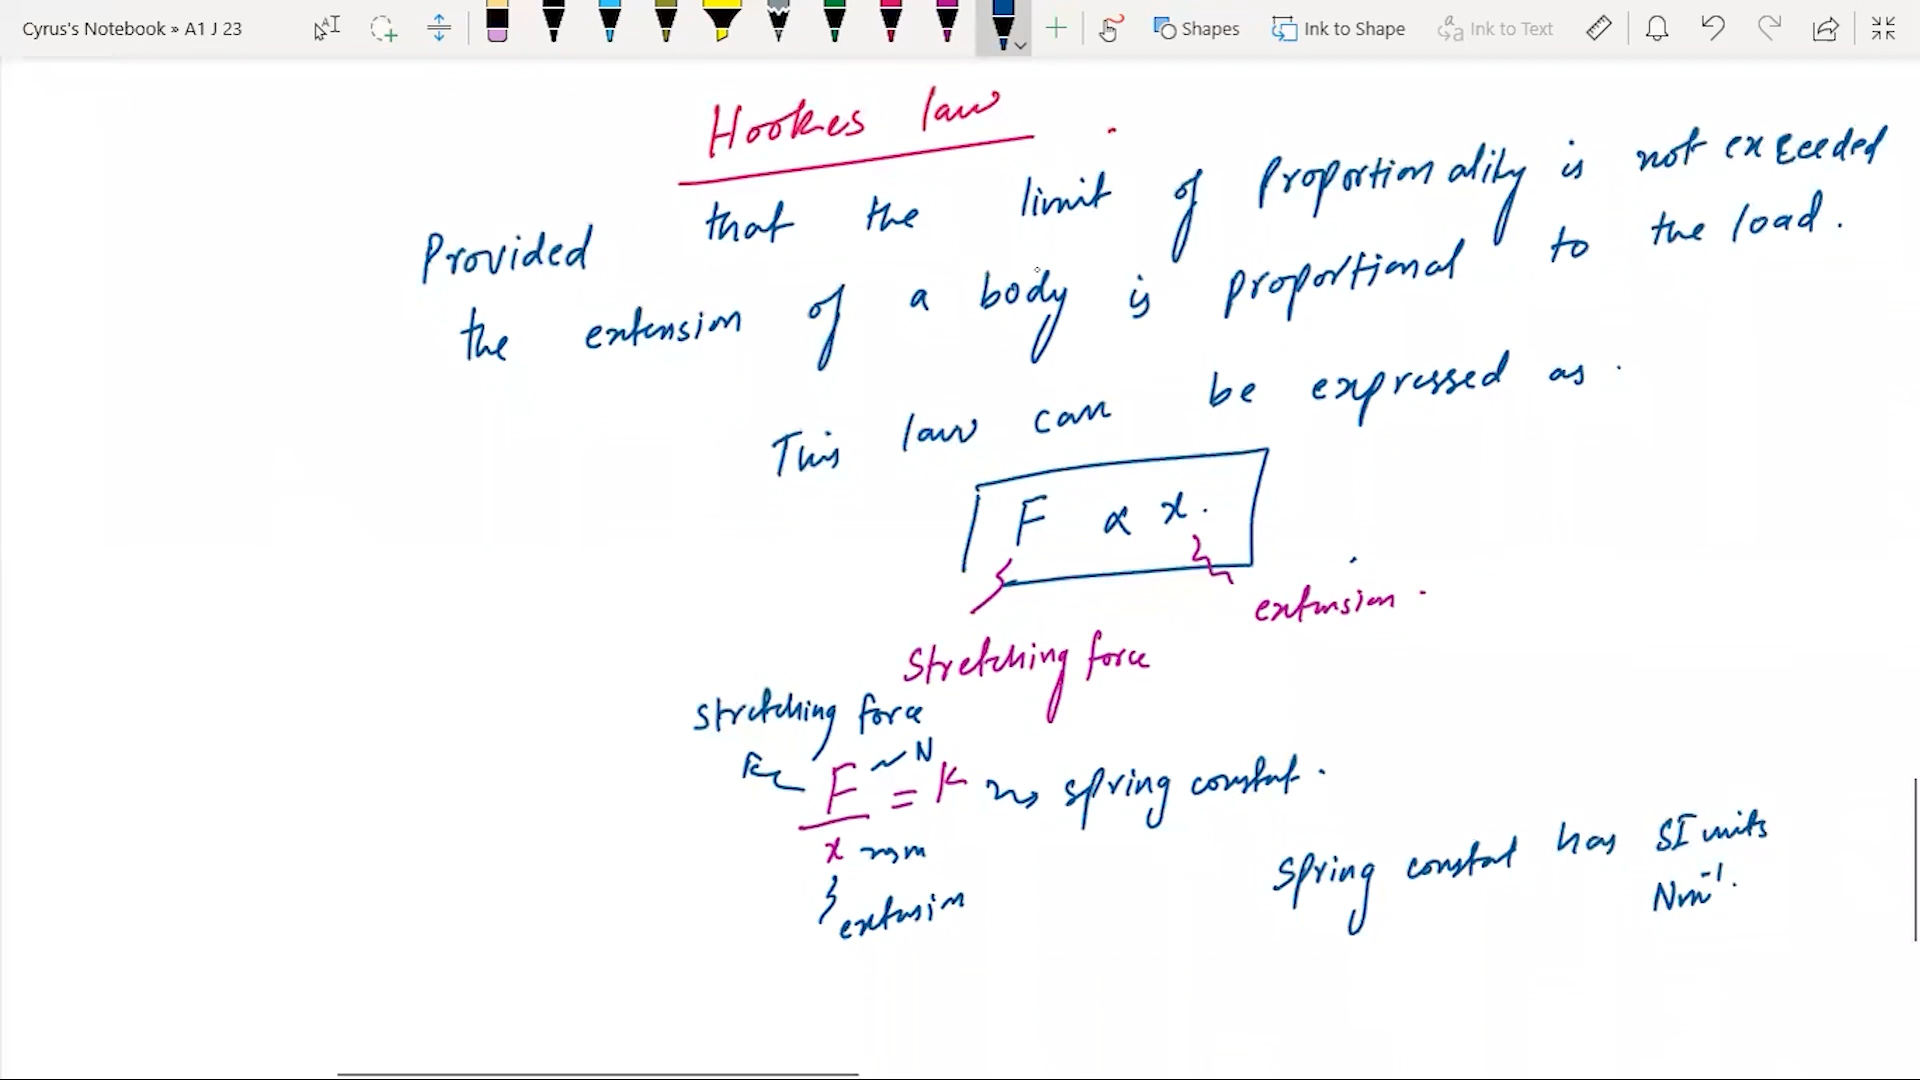 Cyrus's Notebook » A1 J 23
Shapes
Ink to Shape
Ink to Text
Hookes law
Provided that the limit of proportionality is not exceeded
the extension of a body is proportional to the load.
This law can be expressed as.
F ∝ x.
extension.
Stretching force
stretching force
F N
= K spring constat.
x m
extension
Spring constat has SI units
Nm⁻¹.